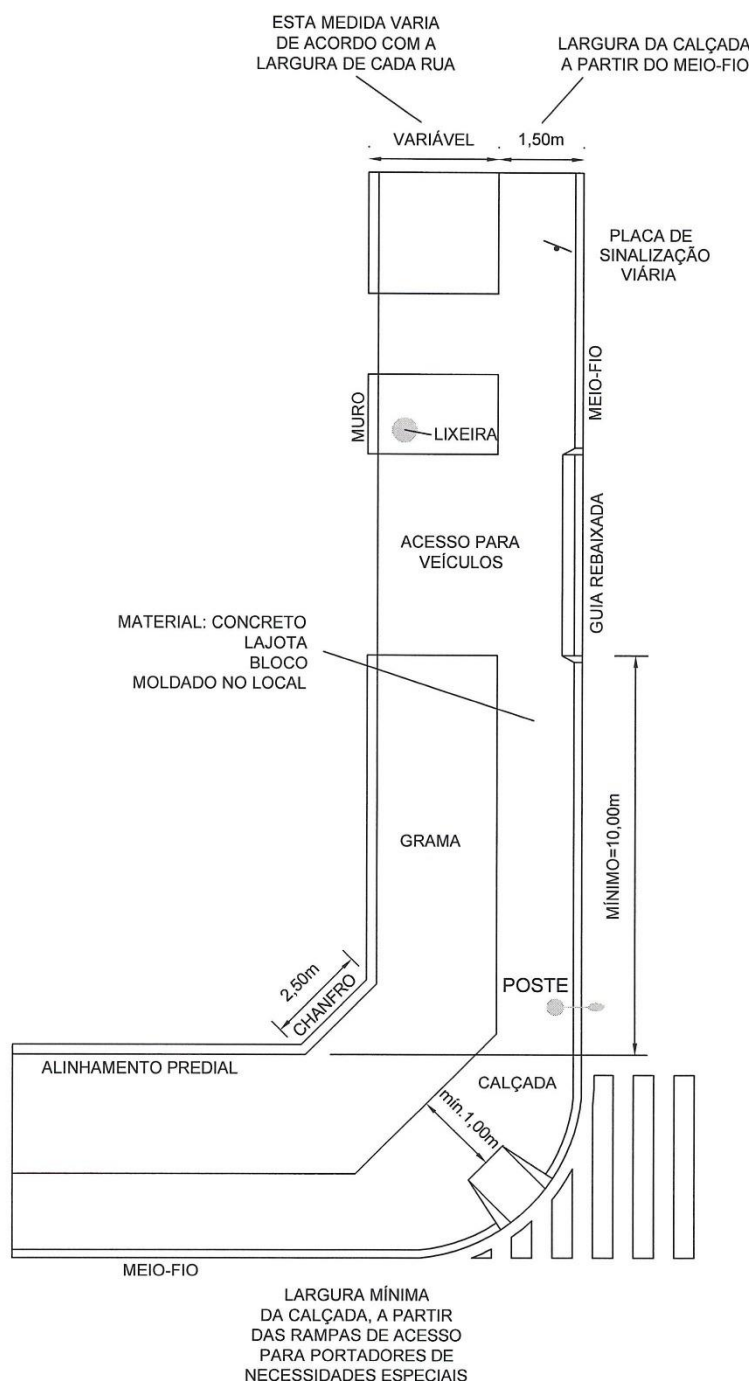 ESTA MEDIDA VARIA
DE ACORDO COM A
LARGURA DE CADA RUA
LARGURA DA CALÇADA
A PARTIR DO MEIO-FIO
VARIÁVEL
1,50m
PLACA DE
SINALIZAÇÃO
VIÁRIA
MEIO-FIO
MURO
LIXEIRA
ACESSO PARA
VEÍCULOS
GUIA REBAIXADA
MATERIAL: CONCRETO
LAJOTA
BLOCO
MOLDADO NO LOCAL
GRAMA
MÍNIMO=10,00m
2,50m
CHANFRO
POSTE
ALINHAMENTO PREDIAL
CALÇADA
mín.1,00m
MEIO-FIO
LARGURA MÍNIMA
DA CALÇADA, A PARTIR
DAS RAMPAS DE ACESSO
PARA PORTADORES DE
NECESSIDADES ESPECIAIS